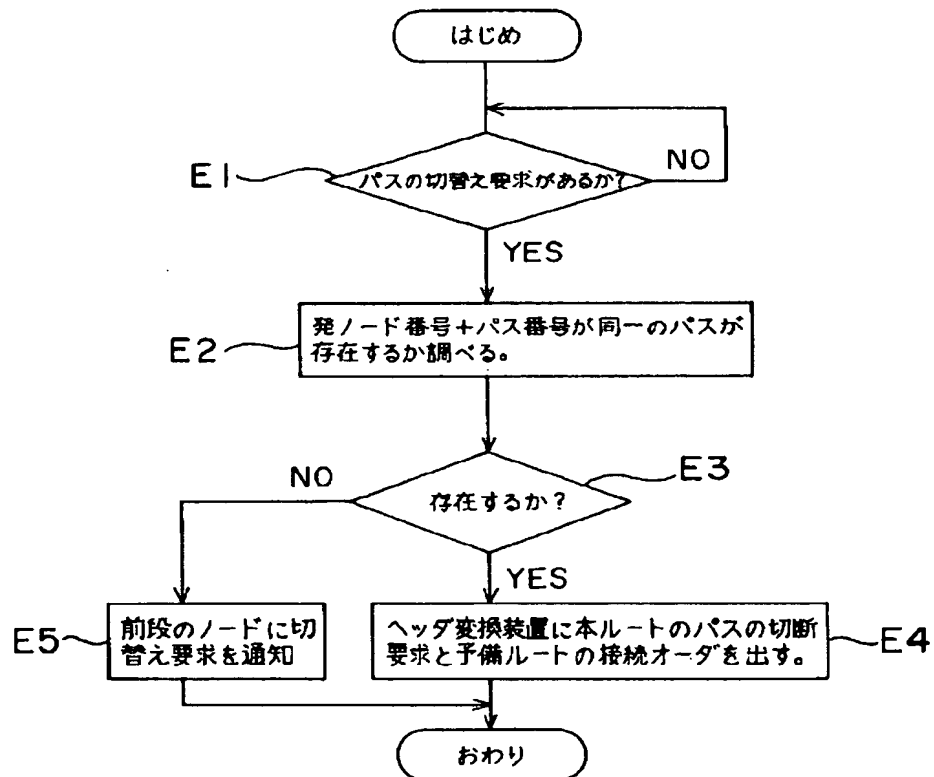 はじめ
NO
E1
パスの切替え要求があるか?
YES
E2
発ノード番号+パス番号が同一のパスが
存在するか調べる。
E3
NO
存在するか?
YES
E5
前段のノードに切
替え要求を通知
ヘッダ変換装置に本ルートのパスの切断
要求と予備ルートの接続オーダを出す。
E4
おわり